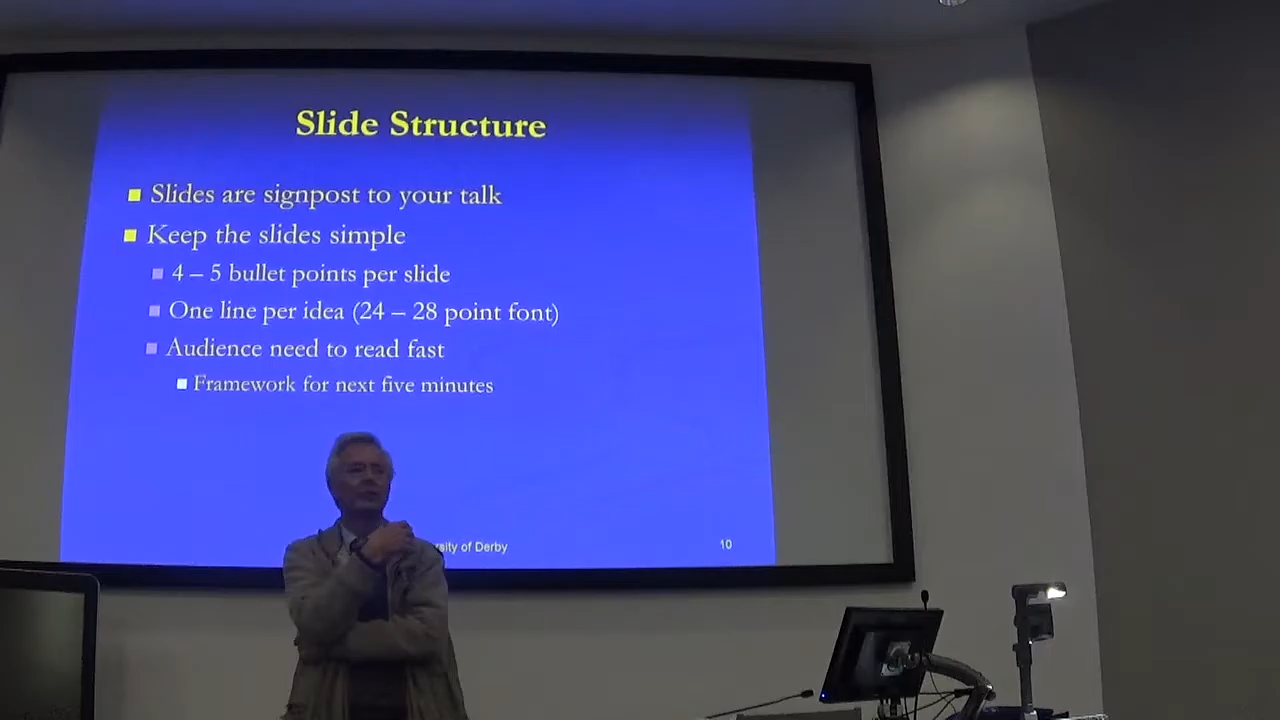 Slide Structure
Slides are signpost to your talk
Keep the slides simple
4 – 5 bullet points per slide
One line per idea (24 – 28 point font)
Audience need to read fast
Framework for next five minutes
of Derby
10